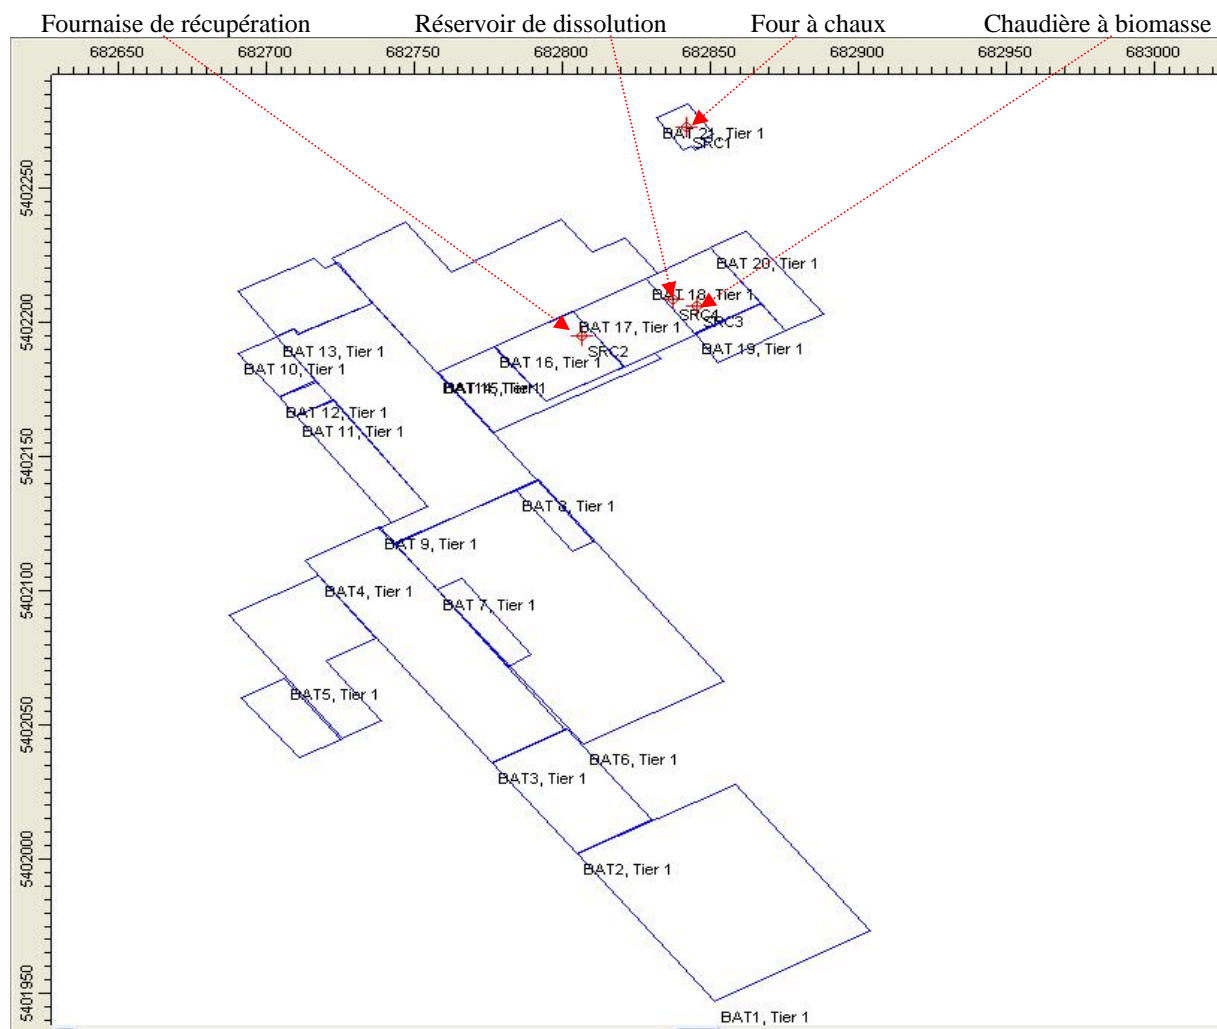 Fournaise de récupération Réservoir de dissolution Four à chaux Chaudière à biomasse
682650 682700 682750 682800 682850 682900 682950 683000
BAT 21, Tier 1
SRC1
5402250
BAT 20, Tier 1
BAT 18, Tier 1
SRC4
SRC3
5402200
BAT 17, Tier 1
BAT 19, Tier 1
SRC2
BAT 13, Tier 1
BAT 16, Tier 1
BAT 10, Tier 1
BAT 12, Tier 1
BAT 11, Tier 1
5402150
BAT 8, Tier 1
BAT 9, Tier 1
5402100
BAT4, Tier 1
BAT 7, Tier 1
BAT5, Tier 1
5402050
BAT6, Tier 1
BAT3, Tier 1
5402000
BAT2, Tier 1
5401950
BAT1, Tier 1